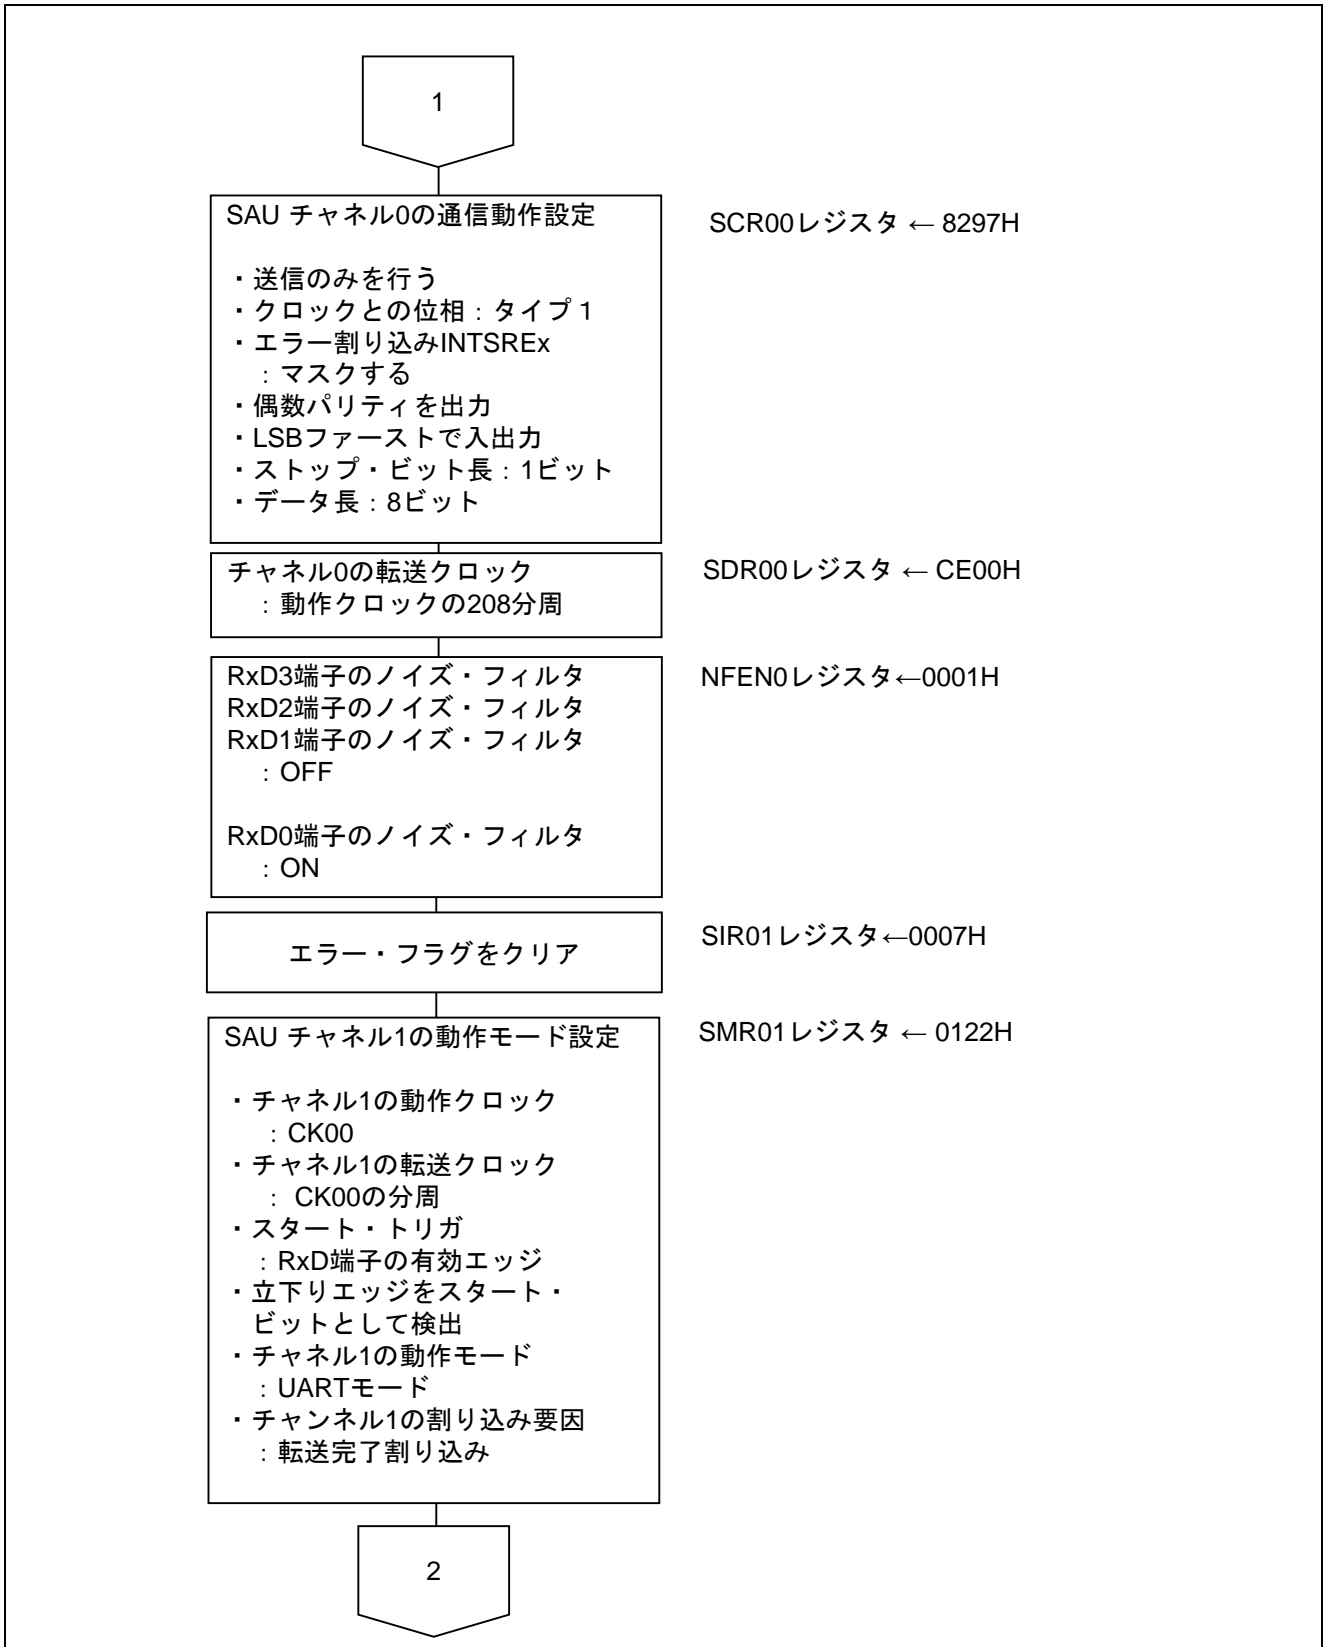 1
SAU チャネル0の通信動作設定
SCR00レジスタ ← 8297H
・送信のみを行う
・クロックとの位相：タイプ１
・エラー割り込みINTSREx
：マスクする
・偶数パリティを出力
・LSBファーストで入出力
・ストップ・ビット長：1ビット
・データ長：8ビット
チャネル0の転送クロック
：動作クロックの208分周
SDR00レジスタ ← CE00H
RxD3端子のノイズ・フィルタ
RxD2端子のノイズ・フィルタ
RxD1端子のノイズ・フィルタ
：OFF
RxD0端子のノイズ・フィルタ
：ON
NFEN0レジスタ←0001H
エラー・フラグをクリア
SIR01レジスタ←0007H
SAU チャネル1の動作モード設定
SMR01レジスタ ← 0122H
・チャネル1の動作クロック
：CK00
・チャネル1の転送クロック
： CK00の分周
・スタート・トリガ
：RxD端子の有効エッジ
・立下りエッジをスタート・
ビットとして検出
・チャネル1の動作モード
：UARTモード
・チャンネル1の割り込み要因
：転送完了割り込み
2